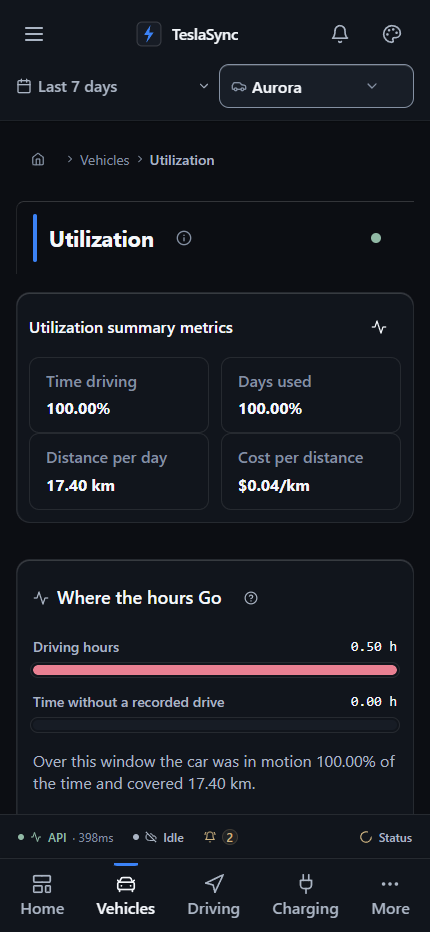 TeslaSync
Last 7 days
Aurora
Vehicles
Utilization
Utilization
Utilization summary metrics
Time driving
100.00%
Days used
100.00%
Distance per day
17.40 km
Cost per distance
$0.04/km
Where the hours Go
Driving hours
0.50 h
Time without a recorded drive
0.00 h
Over this window the car was in motion 100.00% of
the time and covered 17.40 km.
API · 398ms
Idle
2
Status
Home
Vehicles
Driving
Charging
More